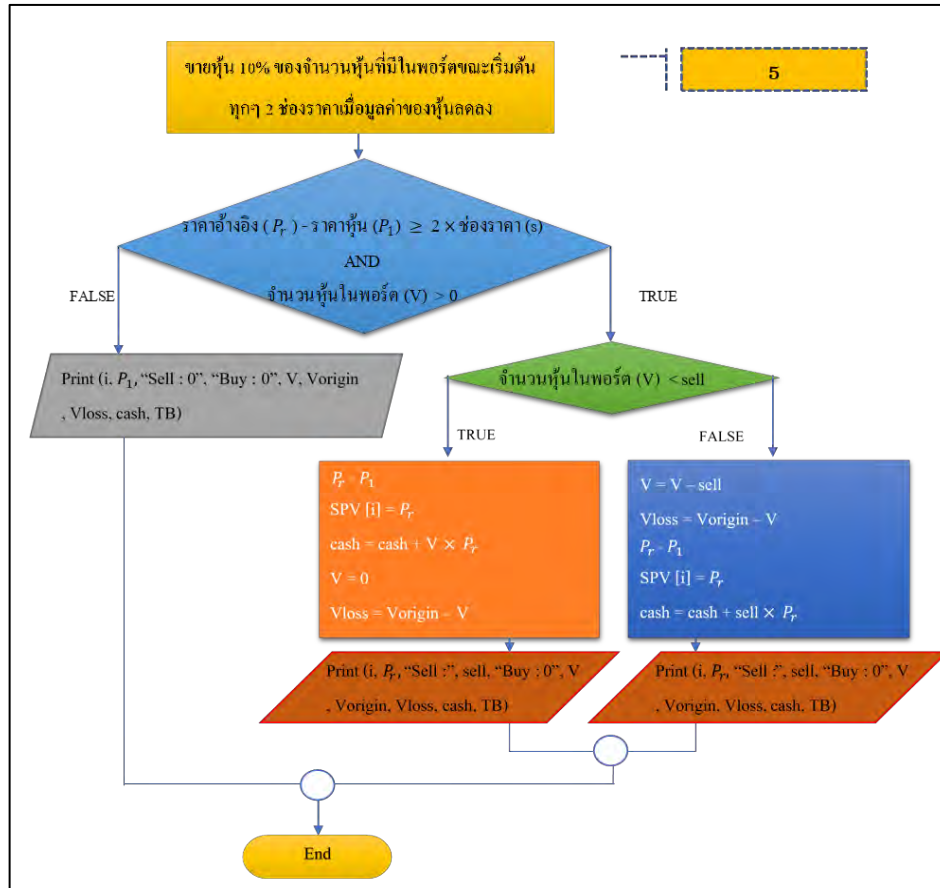 ขายหุ้น 10% ของจำนวนหุ้นที่มีในพอร์ตขณะเริ่มต้น
ทุกๆ 2 ช่องราคาเมื่อมูลค่าของหุ้นลดลง
5
ราคาอ้างอิง ( Pᵣ ) - ราคาหุ้น (P₁) ≥ 2 × ช่องราคา (s)
AND
จำนวนหุ้นในพอร์ต (V) > 0
FALSE
TRUE
Print (i, P₁, “Sell : 0”, “Buy : 0”, V, Vorigin
, Vloss, cash, TB)
จำนวนหุ้นในพอร์ต (V) < sell
TRUE
FALSE
Pᵣ = P₁
SPV [i] = Pᵣ
cash = cash + V × Pᵣ
V = 0
Vloss = Vorigin – V
V = V – sell
Vloss = Vorigin – V
Pᵣ = P₁
SPV [i] = Pᵣ
cash = cash + sell × Pᵣ
Print (i, Pᵣ, “Sell :”, sell, “Buy : 0”, V
, Vorigin, Vloss, cash, TB)
Print (i, Pᵣ, “Sell :”, sell, “Buy : 0”, V
, Vorigin, Vloss, cash, TB)
End